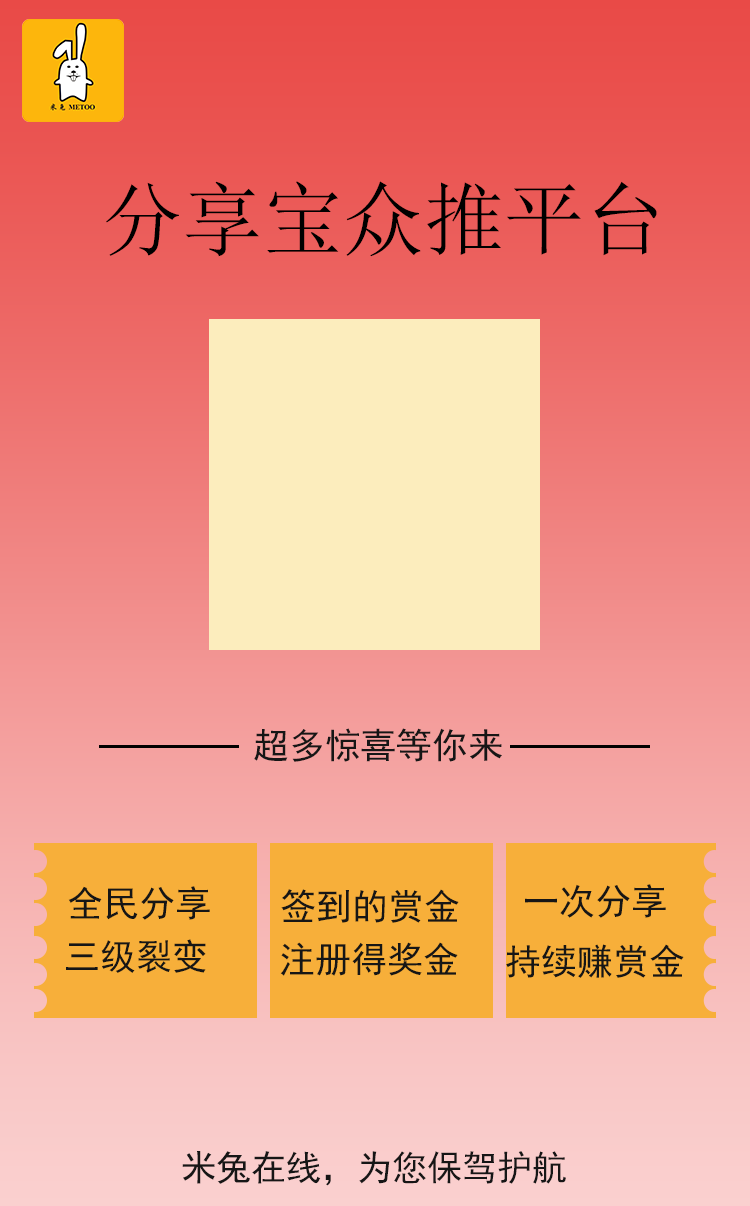 米兔 METOO
分享宝众推平台
超多惊喜等你来
全民分享
三级裂变
签到的赏金
注册得奖金
一次分享
持续赚赏金
米兔在线，为您保驾护航